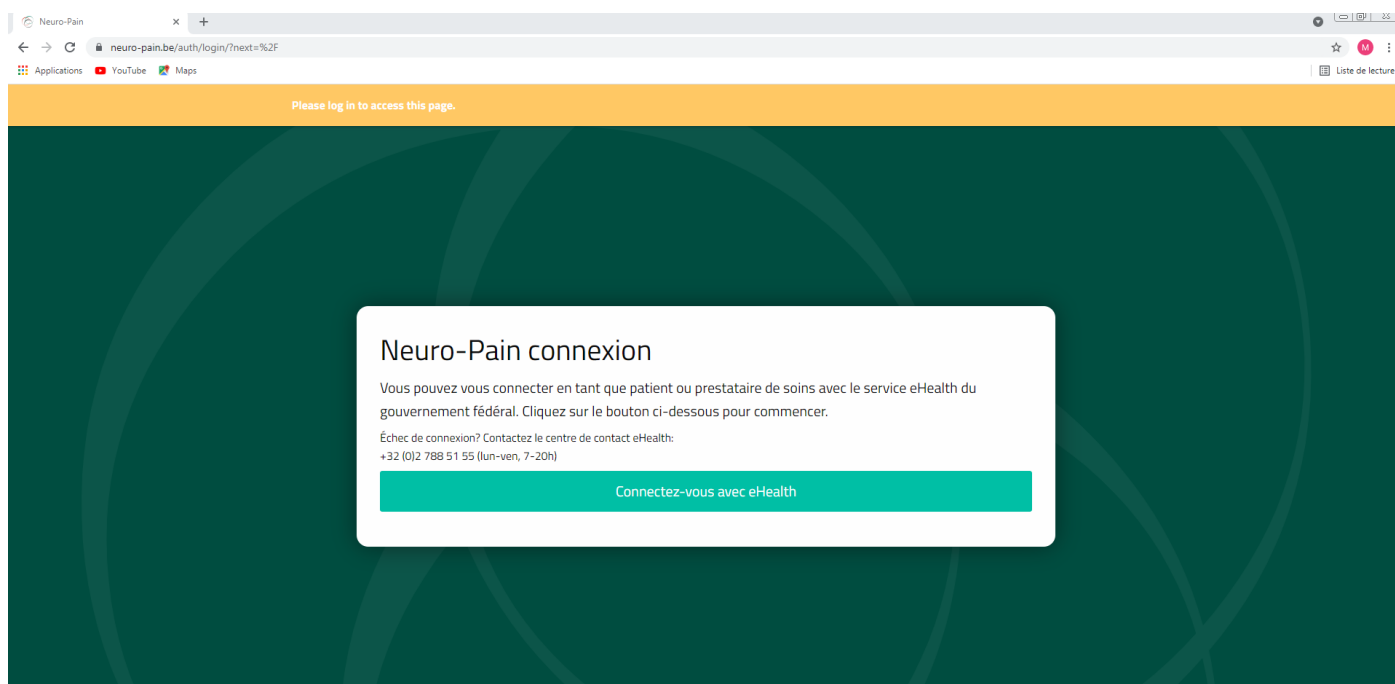 Neuro-Pain
neuro-pain.be/auth/login/?next=%2F
M
Applications YouTube Maps Liste de lecture
Please log in to access this page.
Neuro-Pain connexion
Vous pouvez vous connecter en tant que patient ou prestataire de soins avec le service eHealth du
gouvernement fédéral. Cliquez sur le bouton ci-dessous pour commencer.
Échec de connexion? Contactez le centre de contact eHealth:
+32 (0)2 788 51 55 (lun-ven, 7-20h)
Connectez-vous avec eHealth